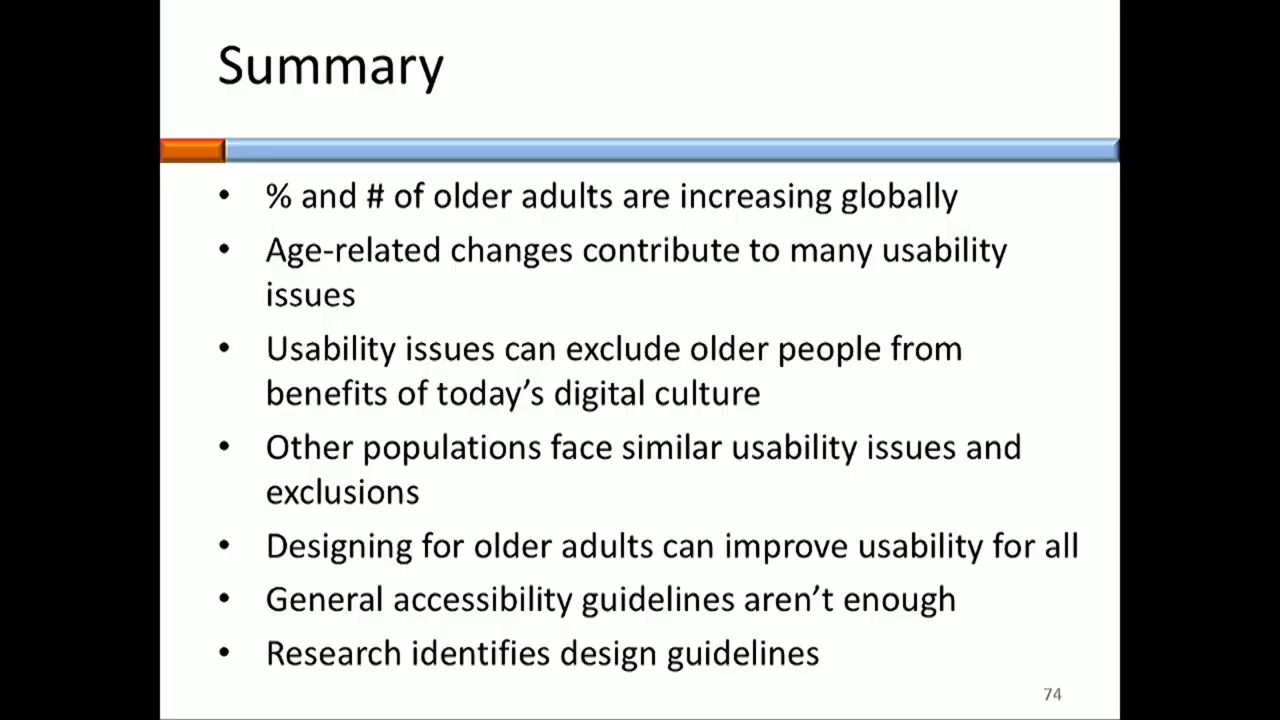 Summary
• % and # of older adults are increasing globally
• Age-related changes contribute to many usability
issues
• Usability issues can exclude older people from
benefits of today’s digital culture
• Other populations face similar usability issues and
exclusions
• Designing for older adults can improve usability for all
• General accessibility guidelines aren’t enough
• Research identifies design guidelines
74